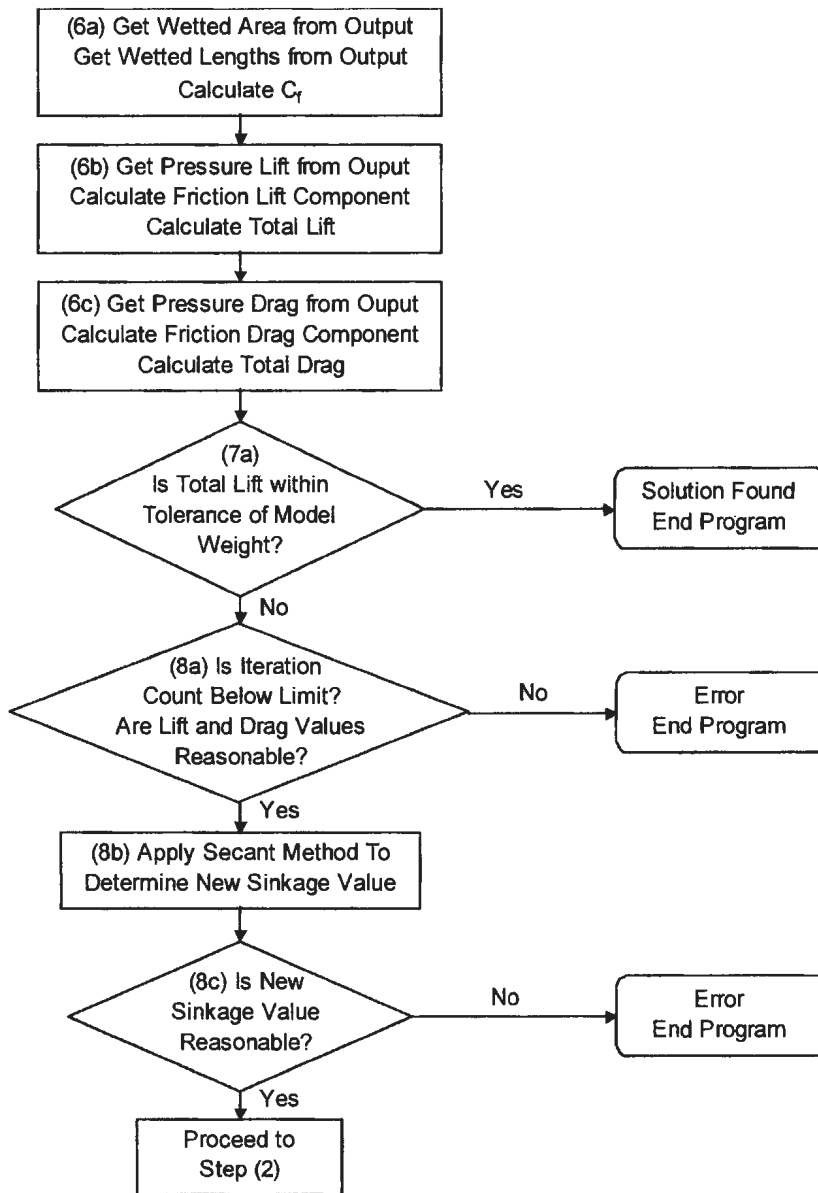 (6a) Get Wetted Area from Output
Get Wetted Lengths from Output
Calculate Cf
(6b) Get Pressure Lift from Ouput
Calculate Friction Lift Component
Calculate Total Lift
(6c) Get Pressure Drag from Ouput
Calculate Friction Drag Component
Calculate Total Drag
(7a)
Is Total Lift within
Tolerance of Model
Weight?
Yes
Solution Found
End Program
No
(8a) Is Iteration
Count Below Limit?
Are Lift and Drag Values
Reasonable?
No
Error
End Program
Yes
(8b) Apply Secant Method To
Determine New Sinkage Value
(8c) Is New
Sinkage Value
Reasonable?
No
Error
End Program
Yes
Proceed to
Step (2)